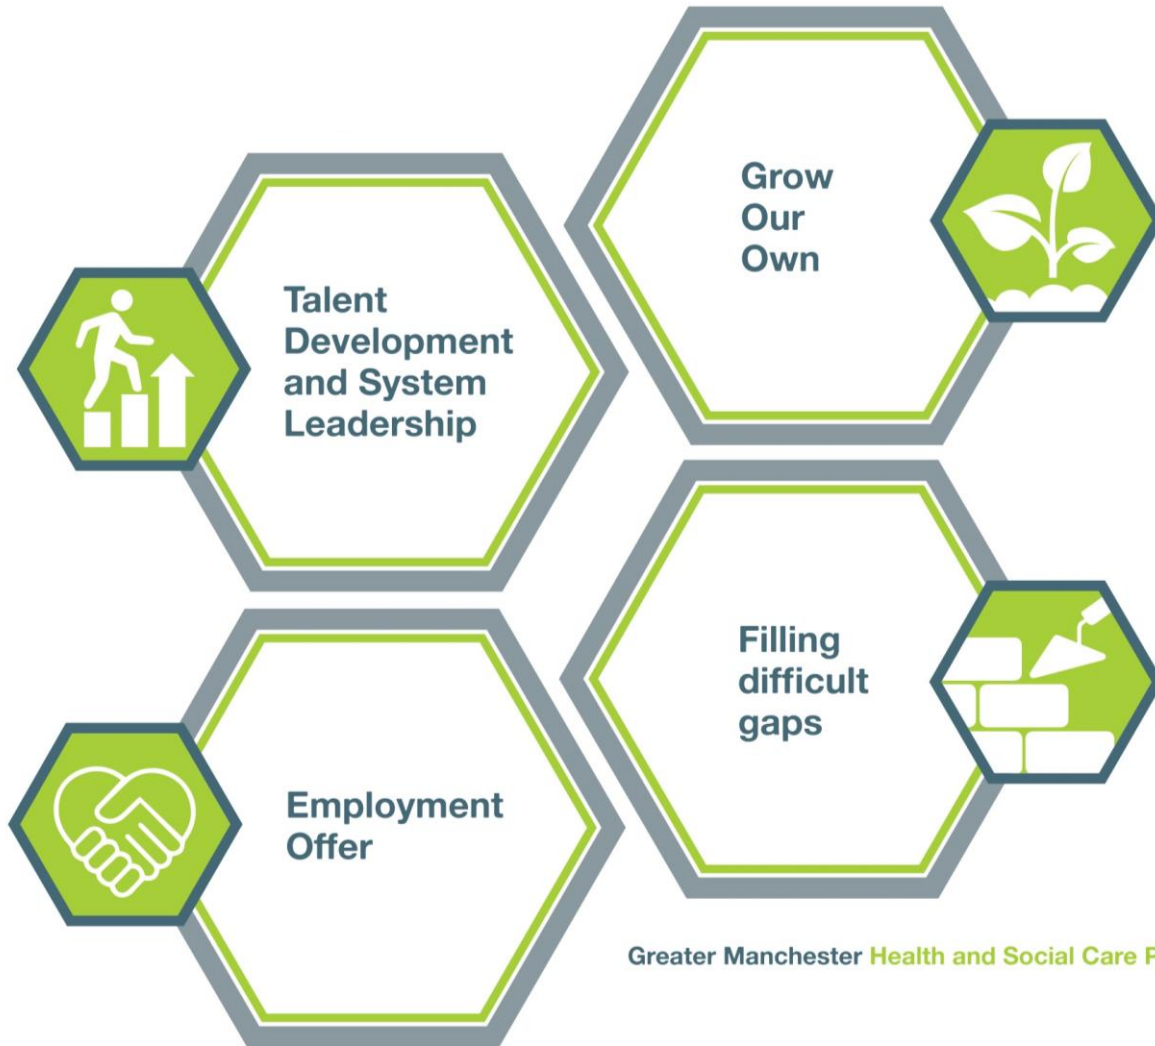 Talent
Development
and System
Leadership
Grow
Our
Own
Employment
Offer
Filling
difficult
gaps
Greater Manchester Health and Social Care